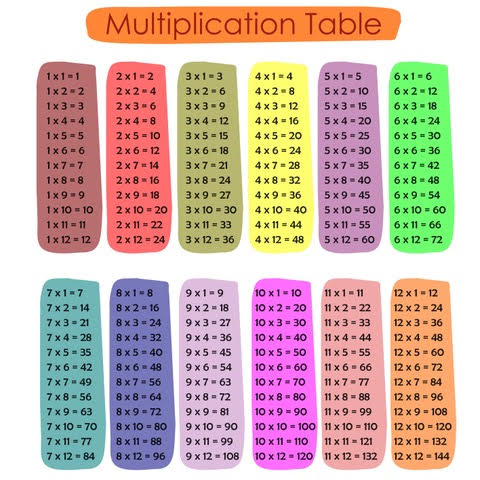 Multiplication Table
1 x 1 = 1
1 x 2 = 2
1 x 3 = 3
1 x 4 = 4
1 x 5 = 5
1 x 6 = 6
1 x 7 = 7
1 x 8 = 8
1 x 9 = 9
1 x 10 = 10
1 x 11 = 11
1 x 12 = 12
2 x 1 = 2
2 x 2 = 4
2 x 3 = 6
2 x 4 = 8
2 x 5 = 10
2 x 6 = 12
2 x 7 = 14
2 x 8 = 16
2 x 9 = 18
2 x 10 = 20
2 x 11 = 22
2 x 12 = 24
3 x 1 = 3
3 x 2 = 6
3 x 3 = 9
3 x 4 = 12
3 x 5 = 15
3 x 6 = 18
3 x 7 = 21
3 x 8 = 24
3 x 9 = 27
3 x 10 = 30
3 x 11 = 33
3 x 12 = 36
4 x 1 = 4
4 x 2 = 8
4 x 3 = 12
4 x 4 = 16
4 x 5 = 20
4 x 6 = 24
4 x 7 = 28
4 x 8 = 32
4 x 9 = 36
4 x 10 = 40
4 x 11 = 44
4 x 12 = 48
5 x 1 = 5
5 x 2 = 10
5 x 3 = 15
5 x 4 = 20
5 x 5 = 25
5 x 6 = 30
5 x 7 = 35
5 x 8 = 40
5 x 9 = 45
5 x 10 = 50
5 x 11 = 55
5 x 12 = 60
6 x 1 = 6
6 x 2 = 12
6 x 3 = 18
6 x 4 = 24
6 x 5 = 30
6 x 6 = 36
6 x 7 = 42
6 x 8 = 48
6 x 9 = 54
6 x 10 = 60
6 x 11 = 66
6 x 12 = 72
7 x 1 = 7
7 x 2 = 14
7 x 3 = 21
7 x 4 = 28
7 x 5 = 35
7 x 6 = 42
7 x 7 = 49
7 x 8 = 56
7 x 9 = 63
7 x 10 = 70
7 x 11 = 77
7 x 12 = 84
8 x 1 = 8
8 x 2 = 16
8 x 3 = 24
8 x 4 = 32
8 x 5 = 40
8 x 6 = 48
8 x 7 = 56
8 x 8 = 64
8 x 9 = 72
8 x 10 = 80
8 x 11 = 88
8 x 12 = 96
9 x 1 = 9
9 x 2 = 18
9 x 3 = 27
9 x 4 = 36
9 x 5 = 45
9 x 6 = 54
9 x 7 = 63
9 x 8 = 72
9 x 9 = 81
9 x 10 = 90
9 x 11 = 99
9 x 12 = 108
10 x 1 = 10
10 x 2 = 20
10 x 3 = 30
10 x 4 = 40
10 x 5 = 50
10 x 6 = 60
10 x 7 = 70
10 x 8 = 80
10 x 9 = 90
10 x 10 = 100
10 x 11 = 110
10 x 12 = 120
11 x 1 = 11
11 x 2 = 22
11 x 3 = 33
11 x 4 = 44
11 x 5 = 55
11 x 6 = 66
11 x 7 = 77
11 x 8 = 88
11 x 9 = 99
11 x 10 = 110
11 x 11 = 121
11 x 12 = 132
12 x 1 = 12
12 x 2 = 24
12 x 3 = 36
12 x 4 = 48
12 x 5 = 60
12 x 6 = 72
12 x 7 = 84
12 x 8 = 96
12 x 9 = 108
12 x 10 = 120
12 x 11 = 132
12 x 12 = 144